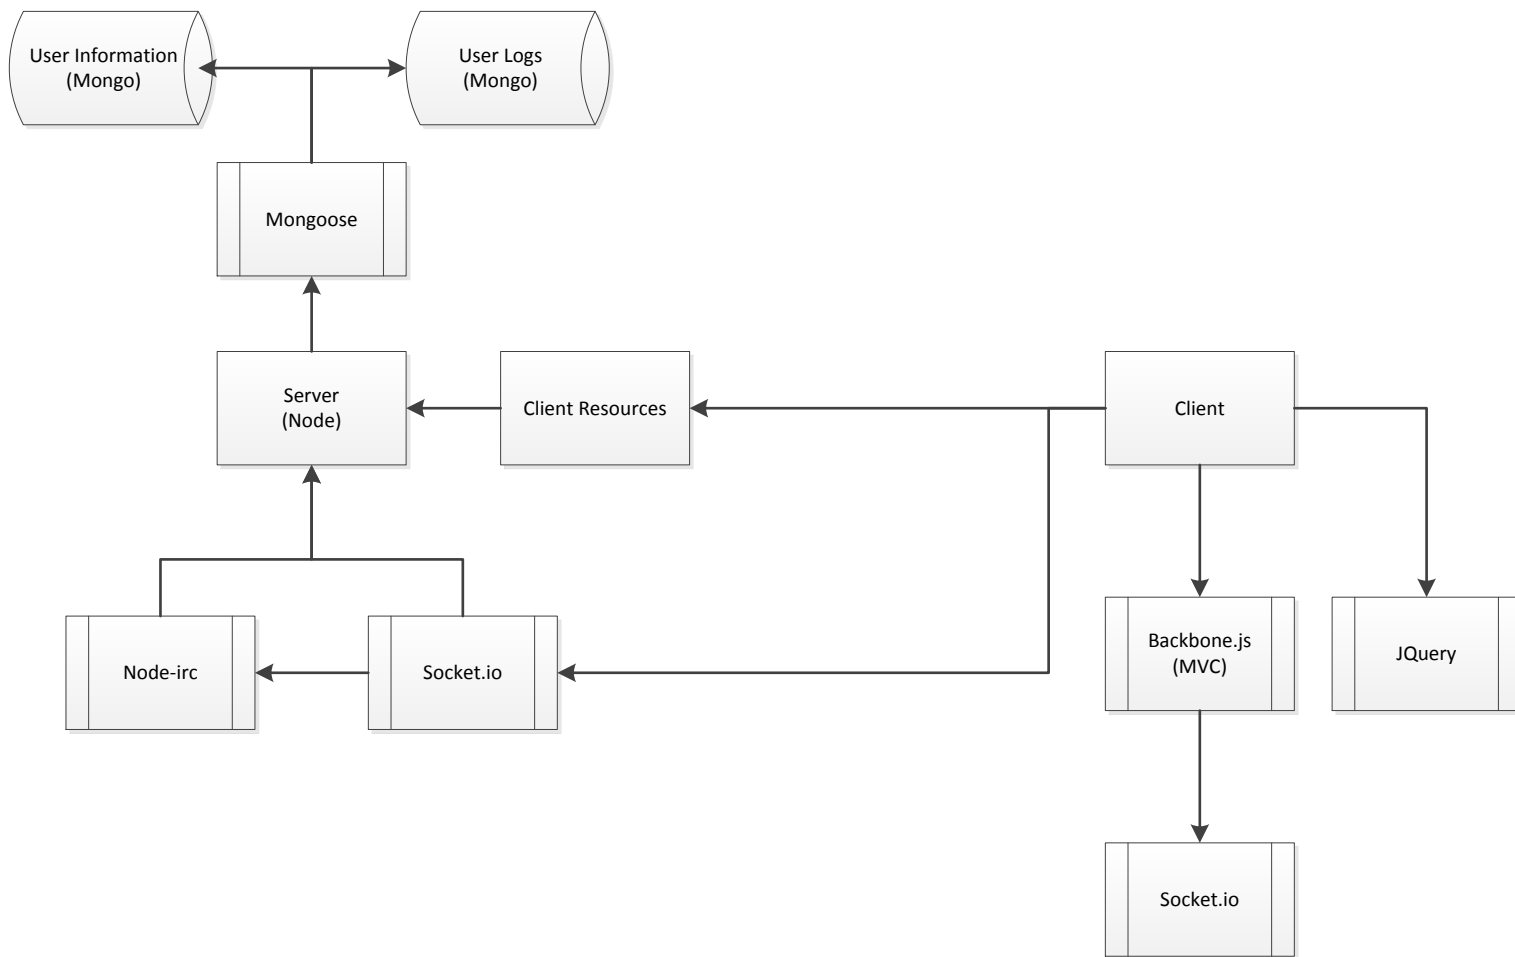 User Information
(Mongo)
User Logs
(Mongo)
Mongoose
Server
(Node)
Client Resources
Client
Node-irc
Socket.io
Backbone.js
(MVC)
JQuery
Socket.io